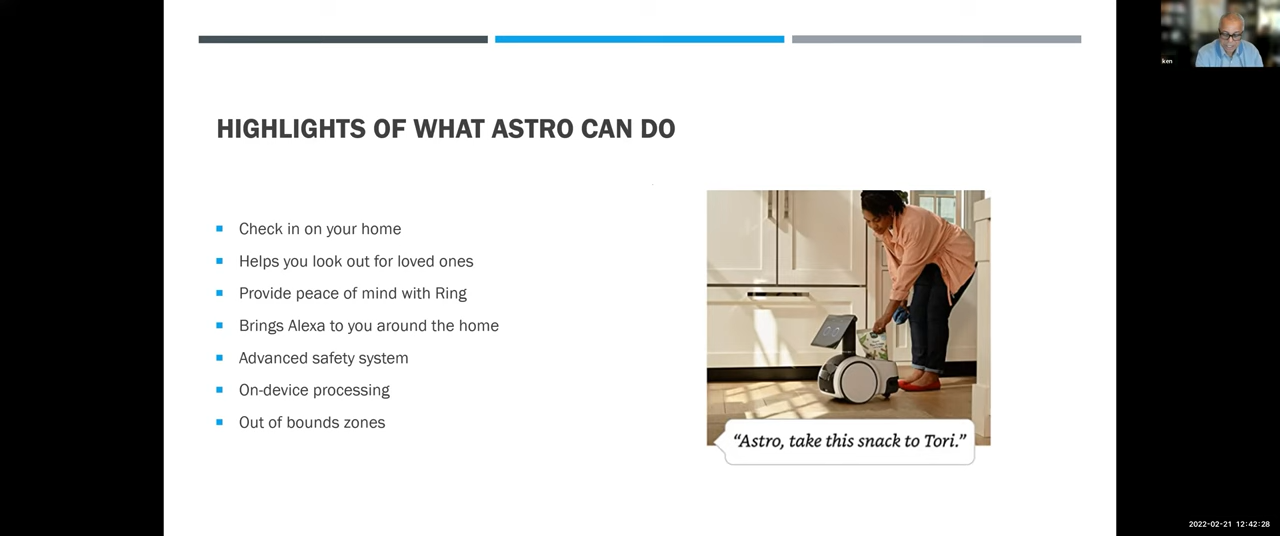 HIGHLIGHTS OF WHAT ASTRO CAN DO
Check in on your home
Helps you look out for loved ones
Provide peace of mind with Ring
Brings Alexa to you around the home
Advanced safety system
On-device processing
Out of bounds zones
“Astro, take this snack to Tori.”
ken
2022-02-21 12:42:28